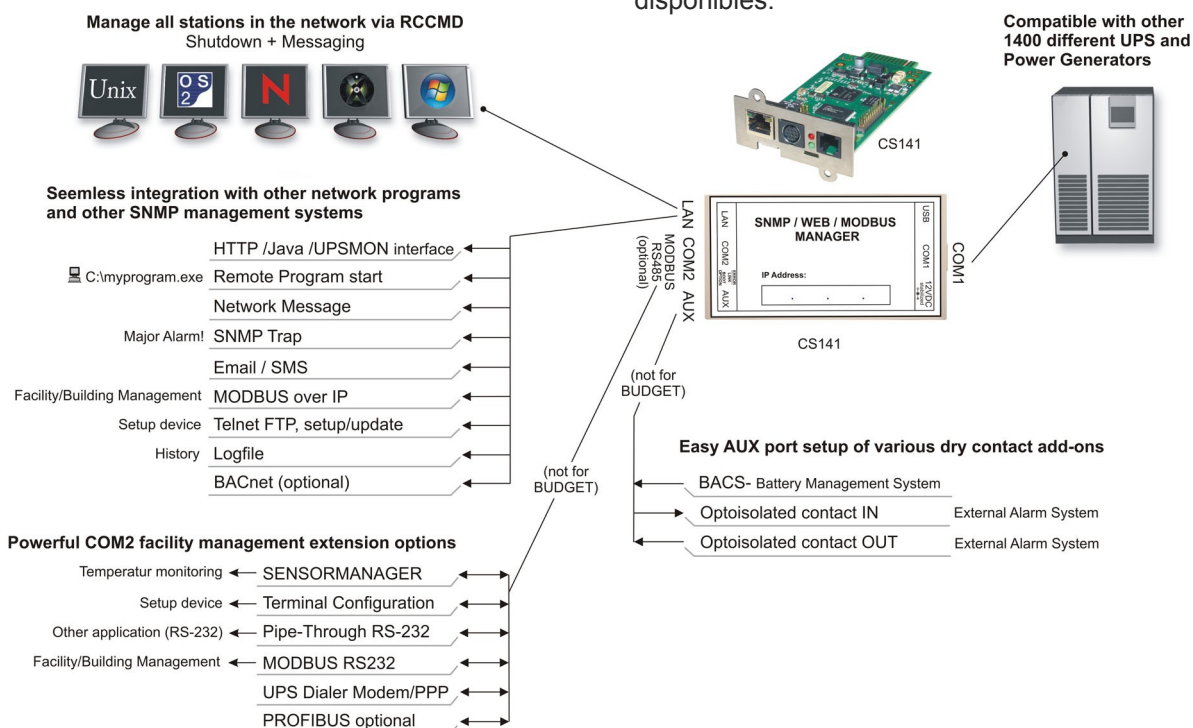 disponibles.
Manage all stations in the network via RCCMD
Shutdown + Messaging
Unix
OS
2
N
Compatible with other
1400 different UPS and
Power Generators
CS141
Seemless integration with other network programs
and other SNMP management systems
HTTP /Java /UPSMON interface
C:\myprogram.exe Remote Program start
Network Message
Major Alarm! SNMP Trap
Email / SMS
Facility/Building Management MODBUS over IP
Setup device Telnet FTP, setup/update
History Logfile
BACnet (optional)
LAN COM2 AUX
MODBUS
RS485
(optional)
LAN COM2 AUX
SNMP / WEB / MODBUS
MANAGER
IP Address:
. . .
USB COM1 12VDC
COM1
CS141
(not for
BUDGET)
(not for
BUDGET)
Easy AUX port setup of various dry contact add-ons
BACS- Battery Management System
Optoisolated contact IN External Alarm System
Optoisolated contact OUT External Alarm System
Powerful COM2 facility management extension options
Temperatur monitoring SENSORMANAGER
Setup device Terminal Configuration
Other application (RS-232) Pipe-Through RS-232
Facility/Building Management MODBUS RS232
UPS Dialer Modem/PPP
PROFIBUS optional